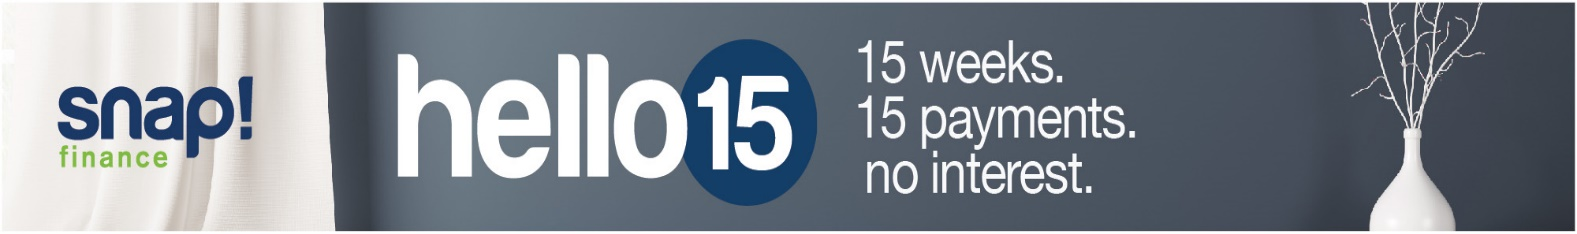 snap!
finance
hello15
15 weeks.
15 payments.
no interest.